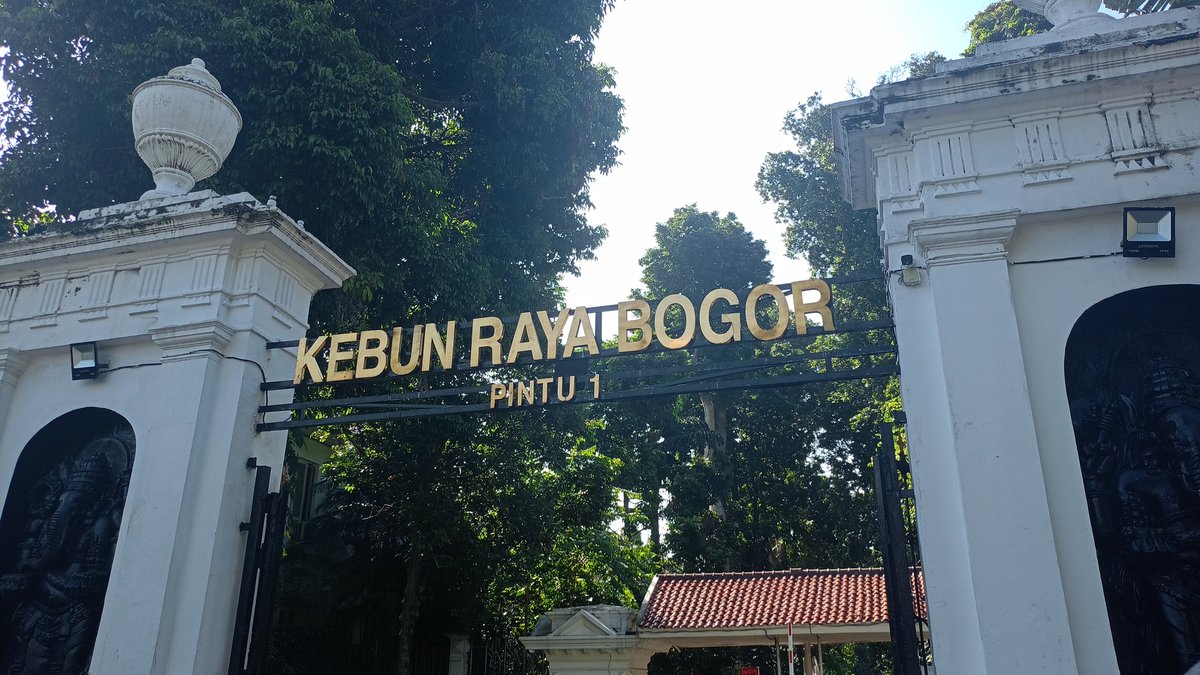 KEBUN RAYA BOGOR
PINTU 1